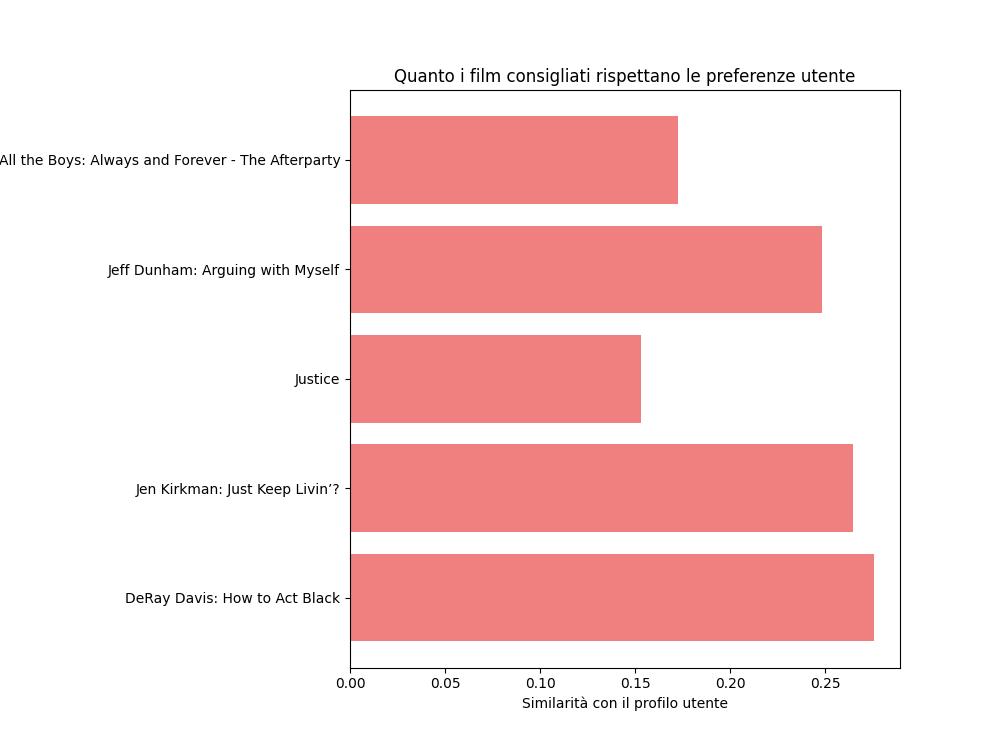 Quanto i film consigliati rispettano le preferenze utente
All the Boys: Always and Forever - The Afterparty
Jeff Dunham: Arguing with Myself
Justice
Jen Kirkman: Just Keep Livin’?
DeRay Davis: How to Act Black
0.00 0.05 0.10 0.15 0.20 0.25
Similarità con il profilo utente